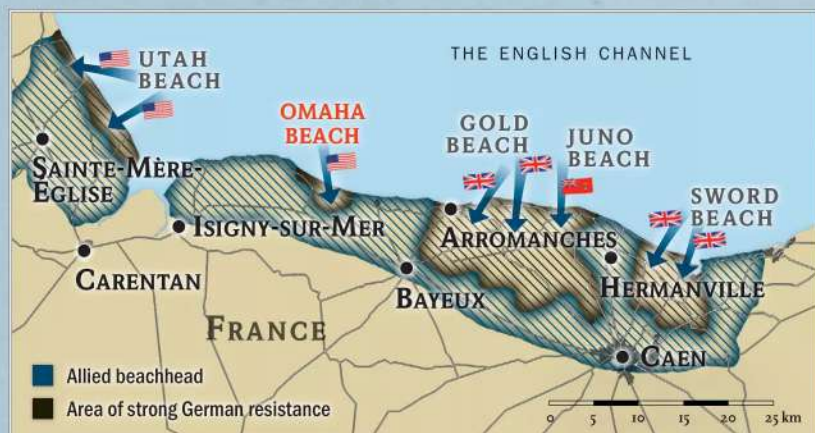 THE ENGLISH CHANNEL
UTAH
BEACH
OMAHA
BEACH
GOLD
BEACH
JUNO
BEACH
SWORD
BEACH
SAINTE-MÈRE-
EGLISE
ISIGNY-SUR-MER
ARROMANCHES
CARENTAN
BAYEUX
HERMANVILLE
FRANCE
CAEN
Allied beachhead
Area of strong German resistance
0 5 10 15 20 25 km